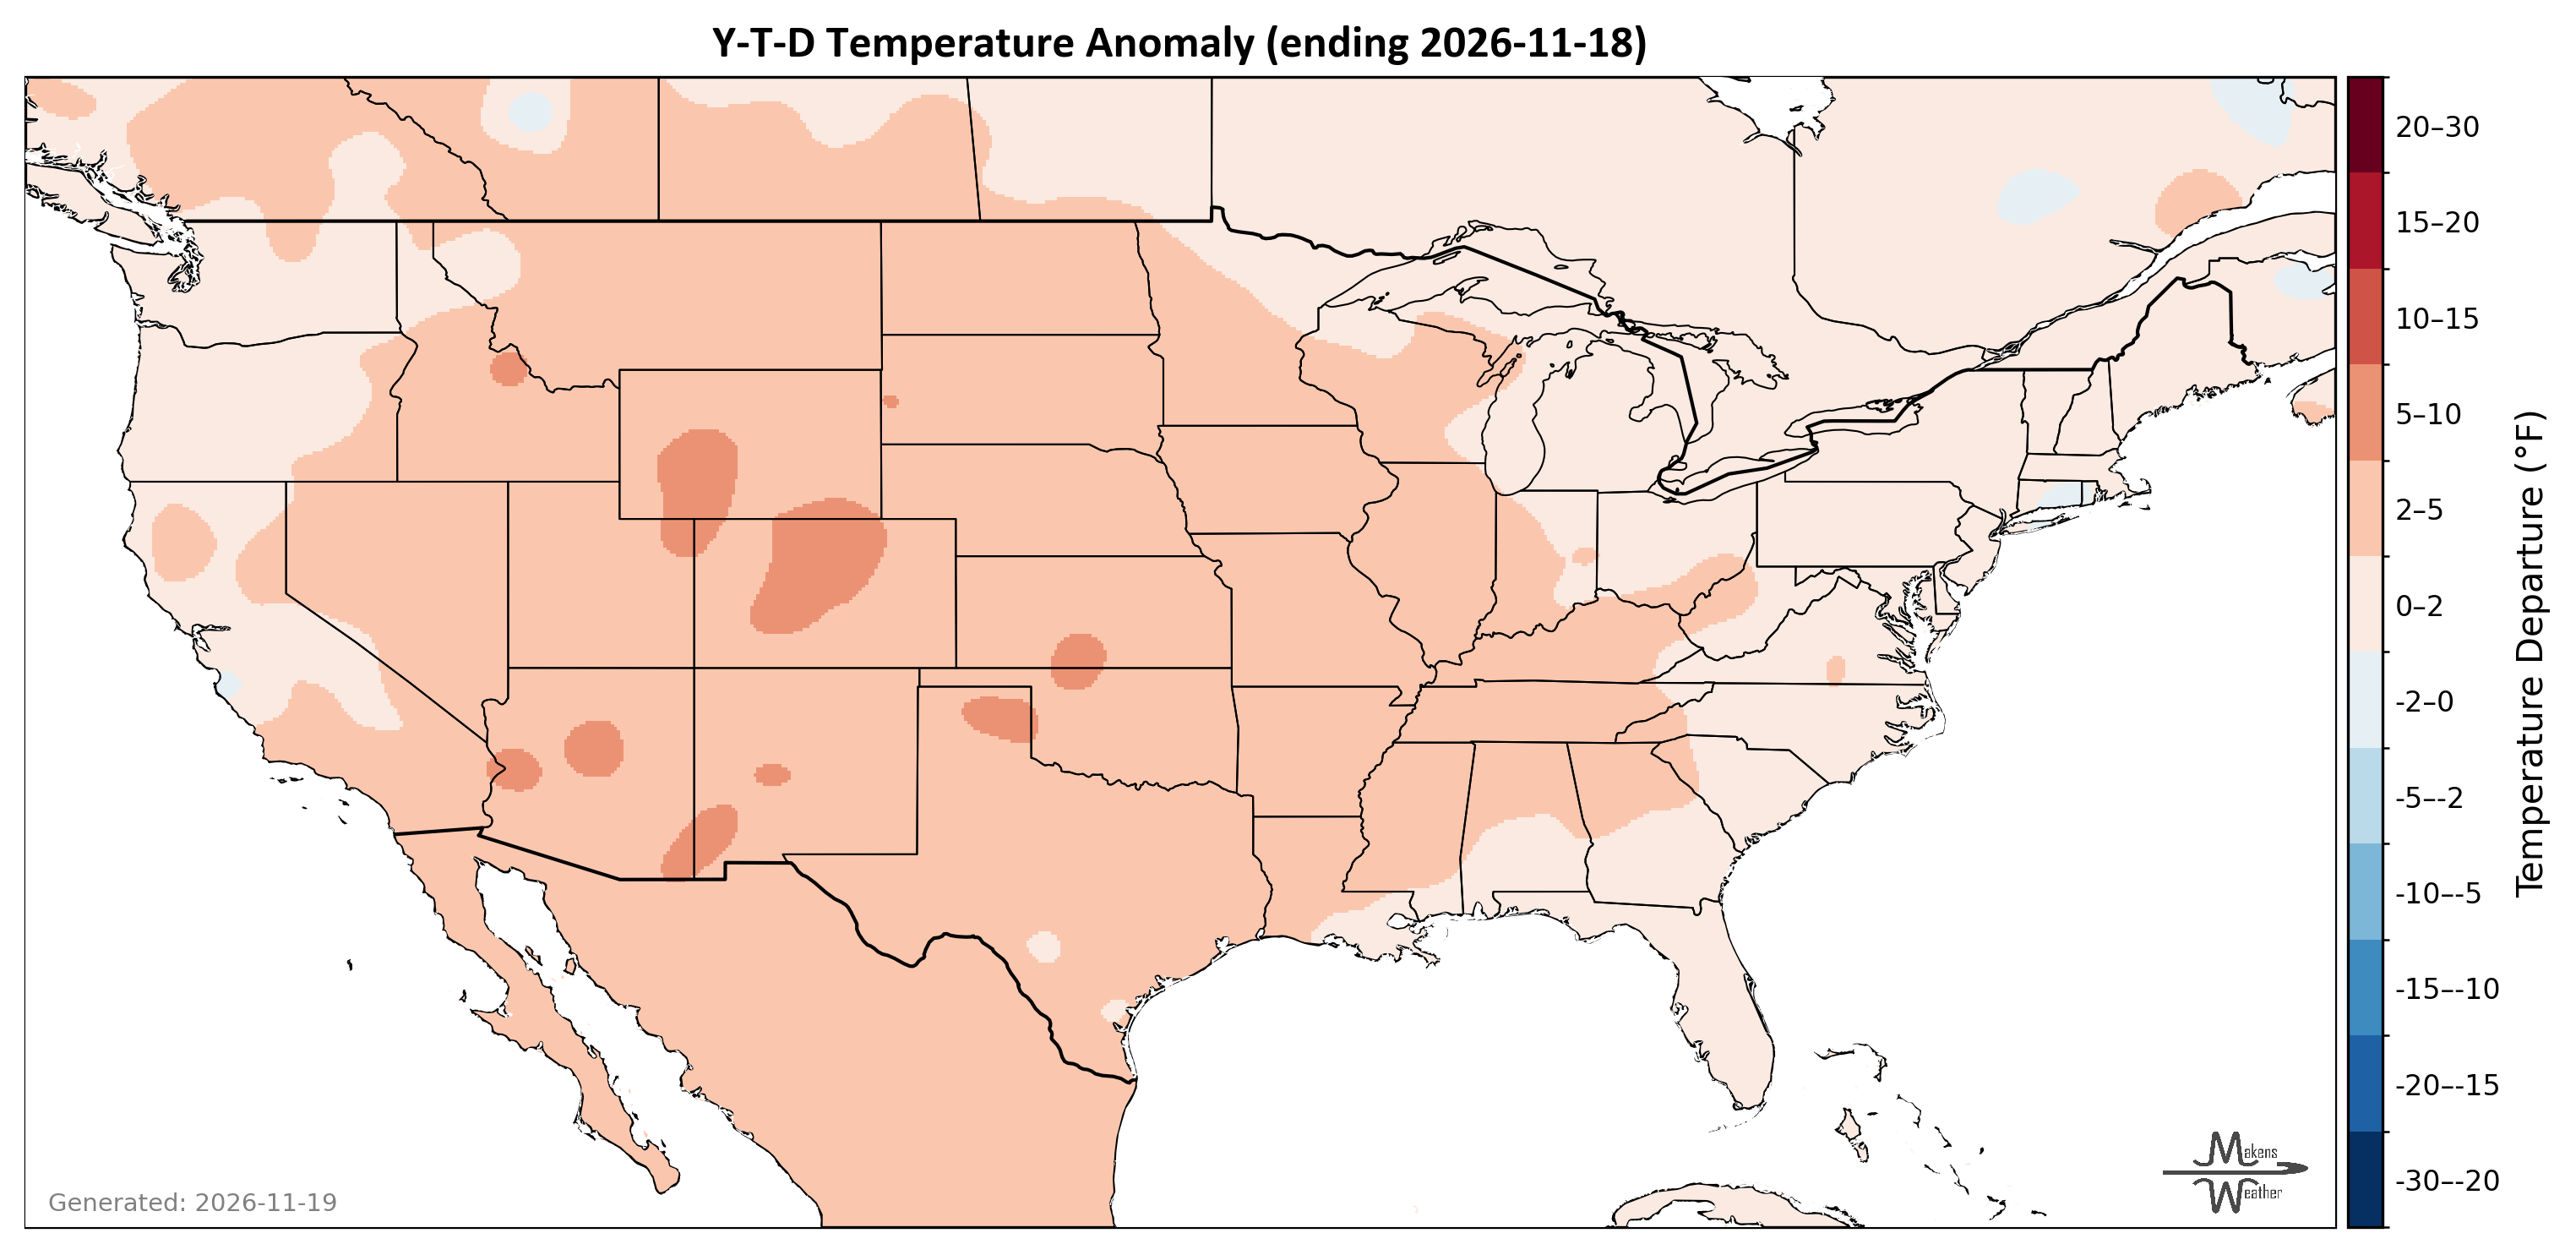 Y-T-D Temperature Anomaly (ending 2026-11-18)
20–30
15–20
10–15
5–10
2–5
0–2
-2–0
-5–-2
-10–-5
-15–-10
-20–-15
-30–-20
Temperature Departure (°F)
Generated: 2026-11-19
Makens
Weather